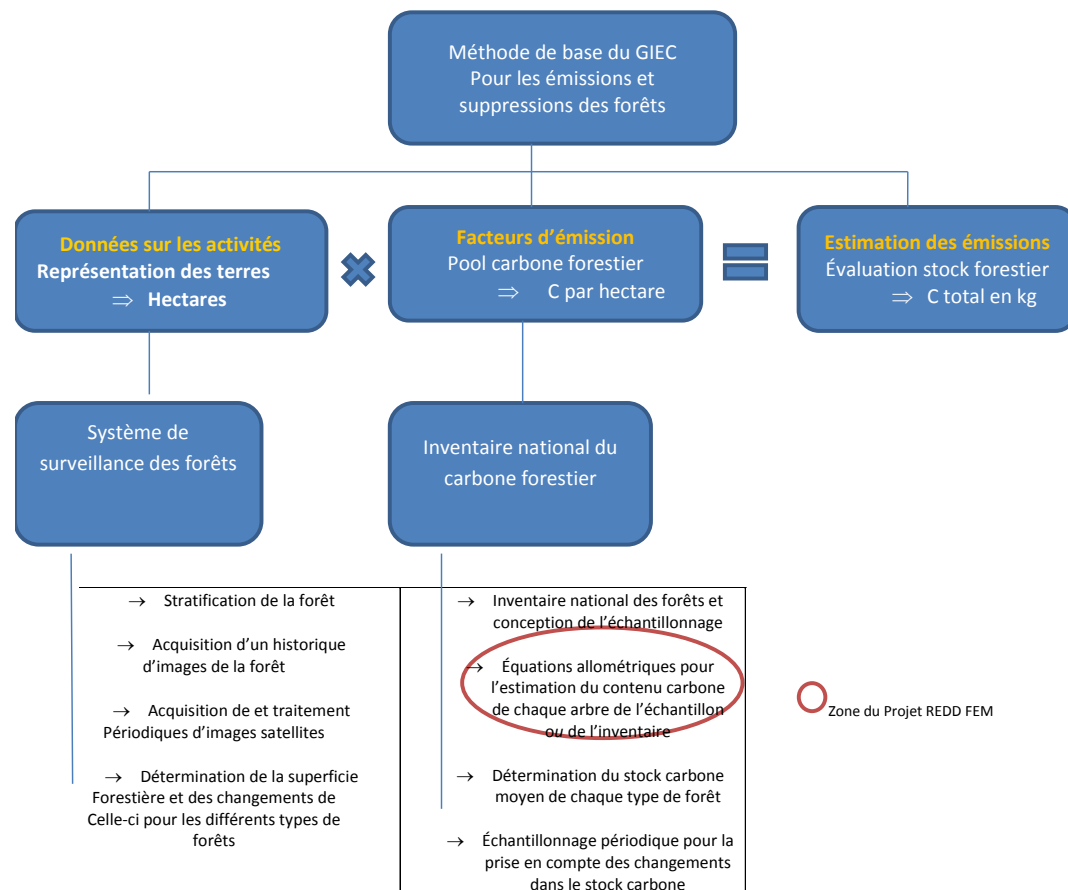 Méthode de base du GIEC
Pour les émissions et
suppressions des forêts
Données sur les activités
Représentation des terres
⇒ Hectares
Facteurs d’émission
Pool carbone forestier
⇒ C par hectare
Estimation des émissions
Évaluation stock forestier
⇒ C total en kg
Système de
surveillance des forêts
Inventaire national du
carbone forestier
→ Stratification de la forêt
→ Acquisition d’un historique
d’images de la forêt
→ Acquisition de et traitement
Périodiques d’images satellites
→ Détermination de la superficie
Forestière et des changements de
Celle-ci pour les différents types de
forêts
→ Inventaire national des forêts et
conception de l’échantillonnage
→ Équations allométriques pour
l’estimation du contenu carbone
de chaque arbre de l’échantillon
ou de l’inventaire
→ Détermination du stock carbone
moyen de chaque type de forêt
→ Échantillonnage périodique pour la
prise en compte des changements
dans le stock carbone
Zone du Projet REDD FEM